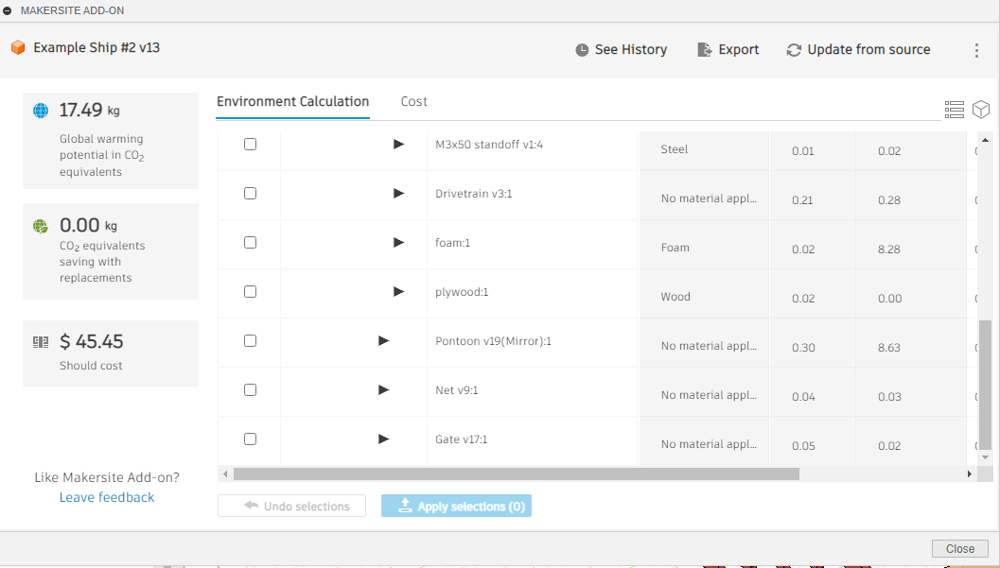 MAKERSITE ADD-ON
Example Ship #2 v13
See History
Export
Update from source
17.49 kg
Global warming
potential in CO2
equivalents
0.00 kg
CO2 equivalents
saving with
replacements
$ 45.45
Should cost
Like Makersite Add-on?
Leave feedback
Environment Calculation
Cost
M3x50 standoff v1:4 Steel 0.01 0.02
Drivetrain v3:1 No material appl... 0.21 0.28
foam:1 Foam 0.02 8.28
plywood:1 Wood 0.02 0.00
Pontoon v19(Mirror):1 No material appl... 0.30 8.63
Net v9:1 No material appl... 0.04 0.03
Gate v17:1 No material appl... 0.05 0.02
Undo selections
Apply selections (0)
Close